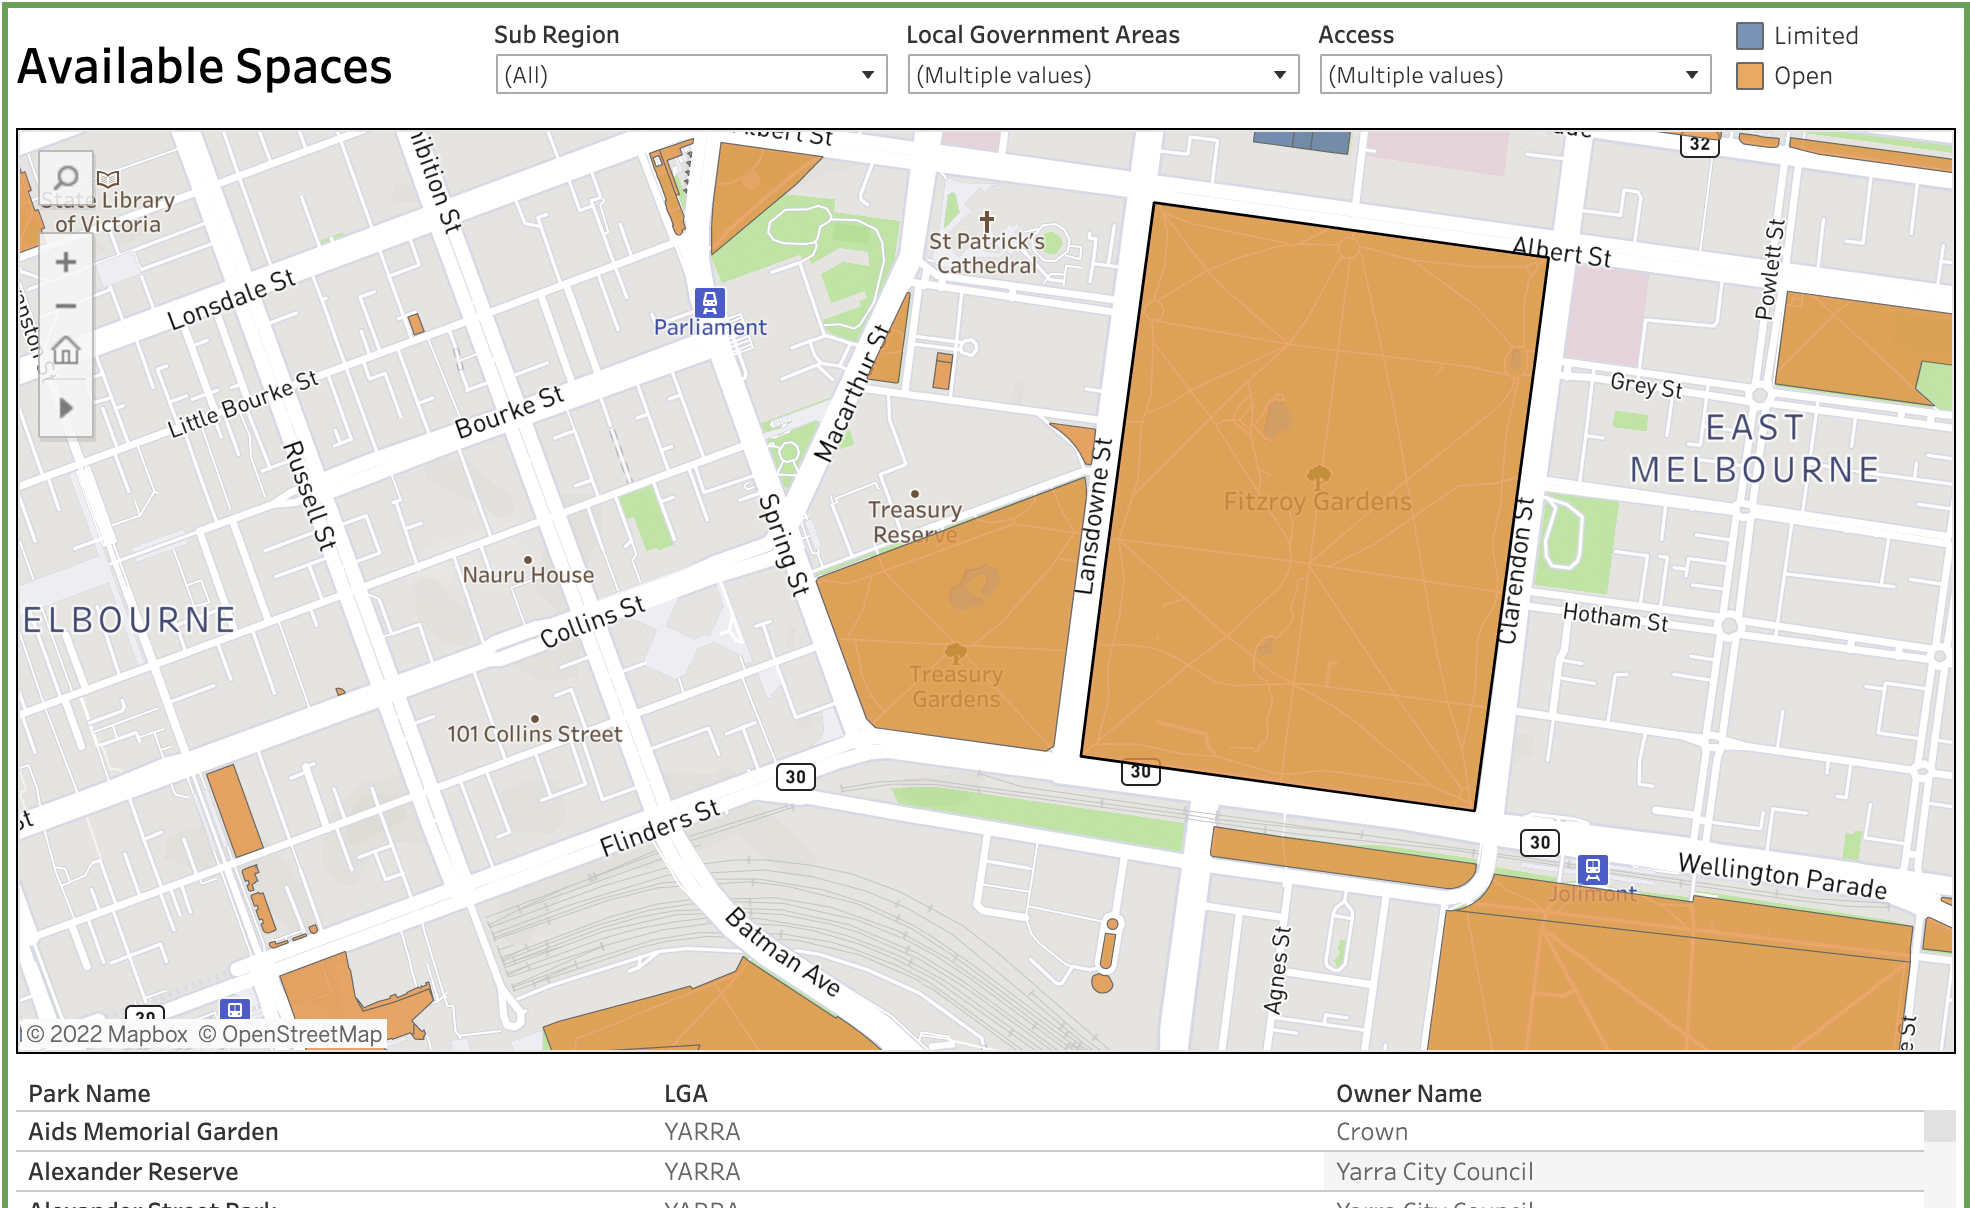 Available Spaces
Sub Region
(All)
Local Government Areas
(Multiple values)
Access
(Multiple values)
Limited
Open
Albert St
32
State Library
of Victoria
St Patrick's
Cathedral
Albert St
Powlett St
Lonsdale St
Parliament
Macarthur St
Little Bourke St
Bourke St
Grey St
EAST
MELBOURNE
Russell St
Spring St
Treasury
Reserve
Lansdowne St
Fitzroy Gardens
Clarendon St
Nauru House
Collins St
ELBOURNE
Hotham St
Treasury
Gardens
101 Collins Street
30
30
Flinders St
30
Jolimont
Wellington Parade
Batman Ave
Agnes St
© 2022 Mapbox © OpenStreetMap
Park Name
LGA
Owner Name
Aids Memorial Garden
YARRA
Crown
Alexander Reserve
YARRA
Yarra City Council